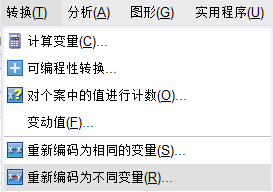 转换(T) 分析(A) 图形(G) 实用程序(U)
计算变量(C)...
可编程性转换...
对个案中的值进行计数(O)...
变动值(F)...
重新编码为相同的变量(S)...
重新编码为不同变量(R)...